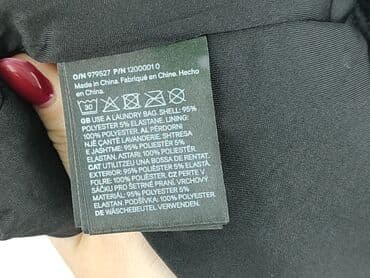 O/N 979527 P/N 1200001 0
Made in China. Fabriqué en Chine. Hecho
en China.
30
GB USE A LAUNDRY BAG. SHELL: 95%
POLYESTER 5% ELASTANE. LINING:
100% POLYESTER. AL PËRDORNI
NJË ÇANTË LAVANDERIE. SHTRESA
E JASHTME: 95% POLIESTËR 5%
ELASTAN. ASTARI: 100% POLIESTËR.
CAT UTILITZEU UNA BOSSA DE RENTAT.
EXTERIOR: 95% POLIÈSTER 5% ELASTÀ.
FOLRE: 100% POLIÈSTER. CZ PERTE V
SÁČKU PRO ŠETRNÉ PRANÍ. VRCHOVÝ
MATERIÁL: 95% POLYESTER 5%
ELASTAN. PODŠÍVKA: 100% POLYESTER.
DE WÄSCHEBEUTEL VERWENDEN.